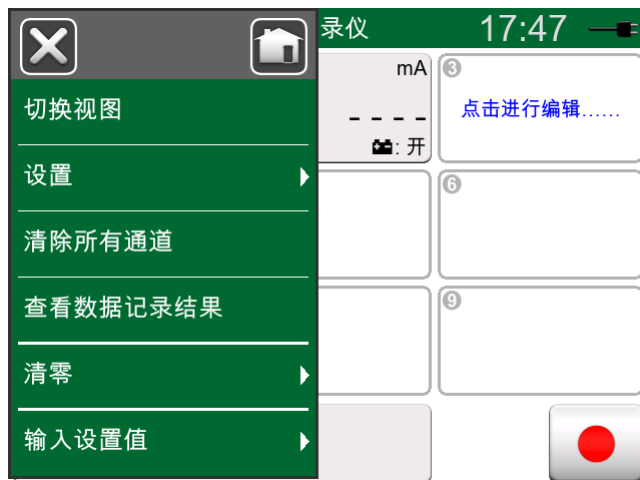 录仪 17:47
mA 3
切换视图 点击进行编辑......
- - - -
: 开
设置
6
清除所有通道
查看数据记录结果 9
清零
输入设置值